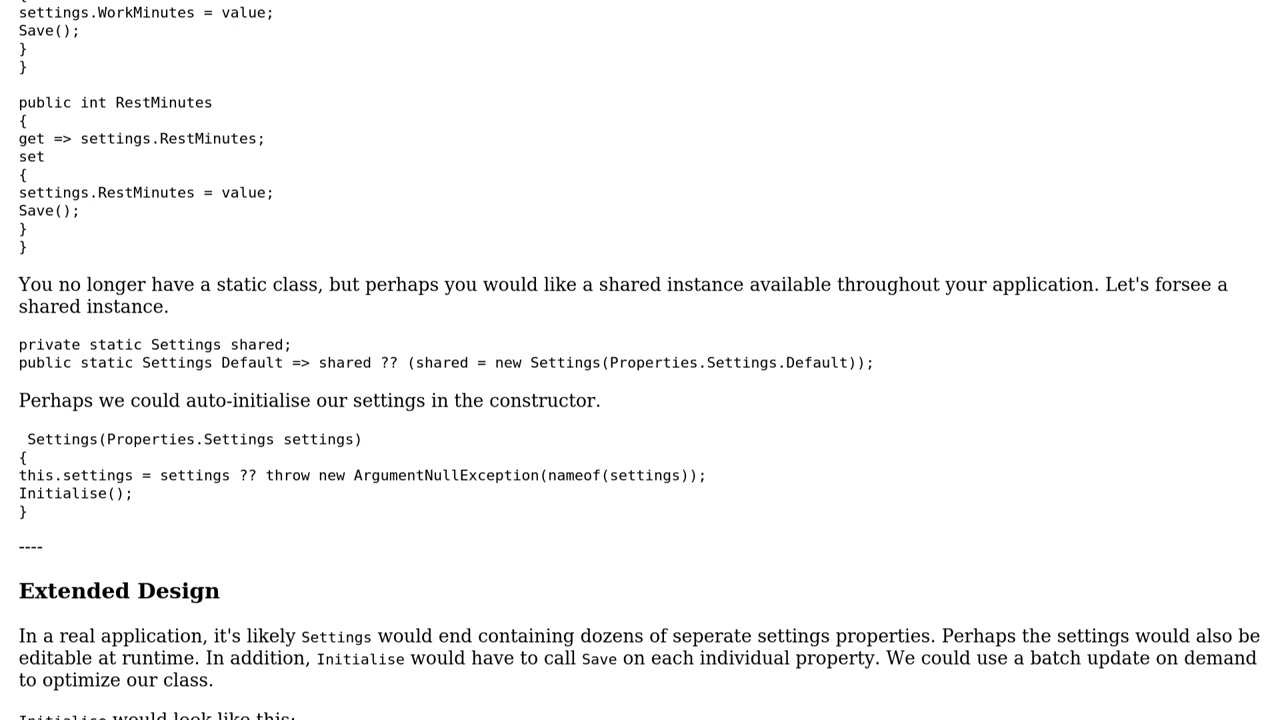 settings.WorkMinutes = value;
Save();
}
}
public int RestMinutes
{
get => settings.RestMinutes;
set
{
settings.RestMinutes = value;
Save();
}
}
You no longer have a static class, but perhaps you would like a shared instance available throughout your application. Let's forsee a
shared instance.
private static Settings shared;
public static Settings Default => shared ?? (shared = new Settings(Properties.Settings.Default));
Perhaps we could auto-initialise our settings in the constructor.
Settings(Properties.Settings settings)
{
this.settings = settings ?? throw new ArgumentNullException(nameof(settings));
Initialise();
}
----
Extended Design
In a real application, it's likely Settings would end containing dozens of seperate settings properties. Perhaps the settings would also be
editable at runtime. In addition, Initialise would have to call Save on each individual property. We could use a batch update on demand
to optimize our class.
Initialise would look like this: